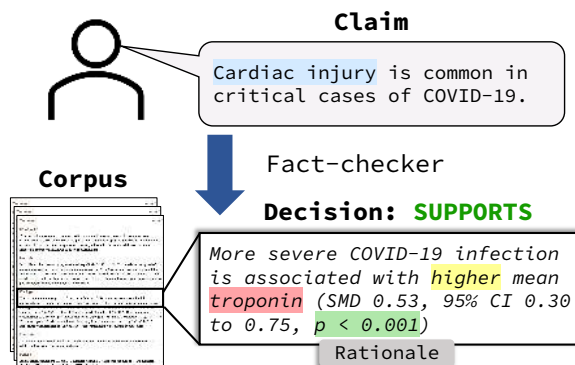 Claim
Cardiac injury is common in
critical cases of COVID-19.
Fact-checker
Corpus
Decision: SUPPORTS
More severe COVID-19 infection
is associated with higher mean
troponin (SMD 0.53, 95% CI 0.30
to 0.75, p < 0.001)
Rationale